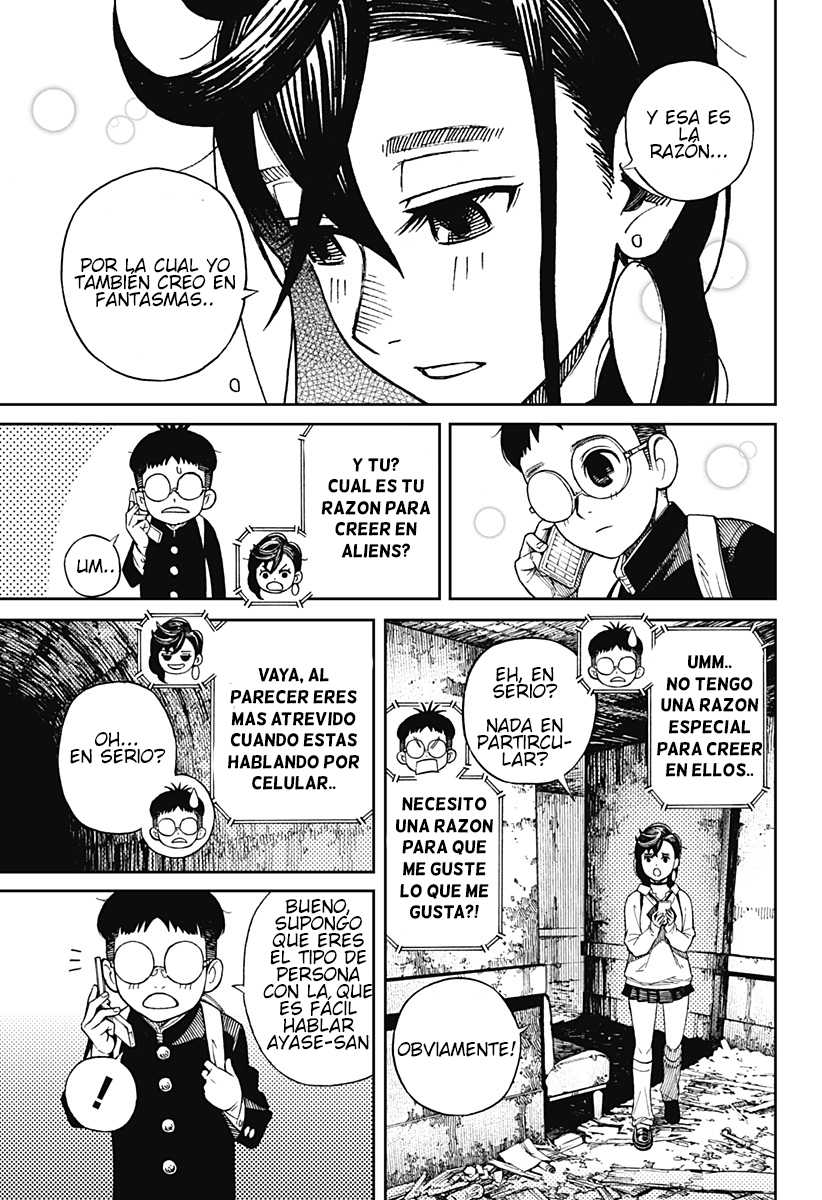 Y ESA ES
LA
RAZÓN...
POR LA CUAL YO
TAMBIÉN CREO EN
FANTASMAS..
Y TU?
CUAL ES TU
RAZON PARA
CREER EN
ALIENS?
UM..
UMM..
NO TENGO
UNA RAZON
ESPECIAL
PARA CREER
EN ELLOS..
EH, EN
SERIO?
NADA EN
PARTIRCU-
LAR?
NECESITO
UNA RAZON
PARA QUE
ME GUSTE
LO QUE ME
GUSTA?!
OBVIAMENTE!
VAYA, AL
PARECER ERES
MAS ATREVIDO
CUANDO ESTAS
HABLANDO POR
CELULAR..
OH...
EN SERIO?
BUENO,
SUPONGO
QUE ERES
EL TIPO DE
PERSONA
CON LA QUE
ES FÁCIL
HABLAR
AYASE-SAN
!